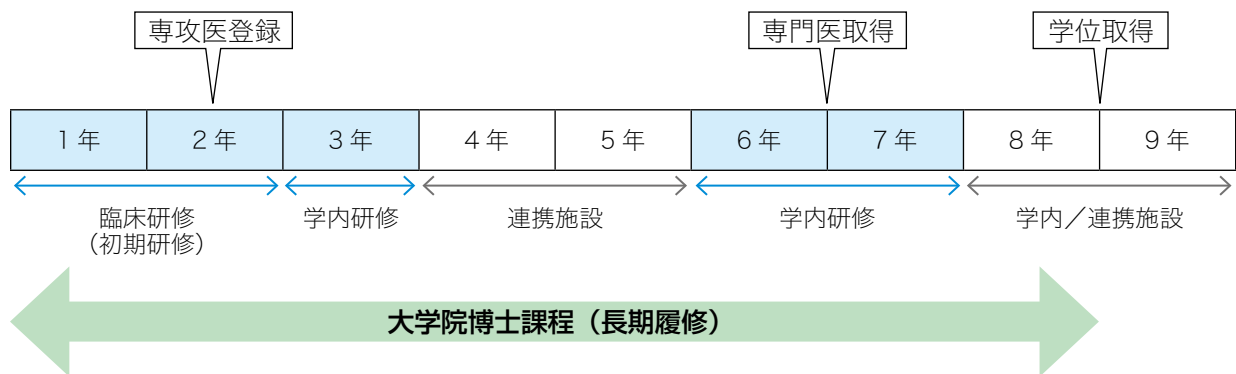 専攻医登録
専門医取得
学位取得
1 年
2 年
3 年
4 年
5 年
6 年
7 年
8 年
9 年
臨床研修
（初期研修）
学内研修
連携施設
学内研修
学内／連携施設
大学院博士課程（長期履修）